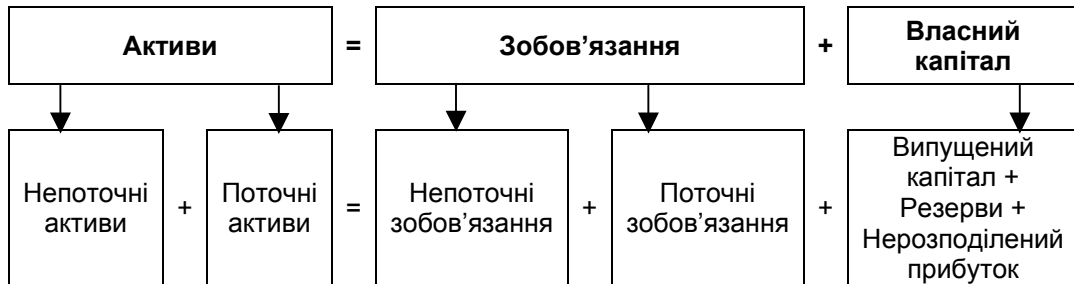 Активи = Зобов’язання + Власний
капітал
Непоточні
активи
+
Поточні
активи
=
Непоточні
зобов’язання
+
Поточні
зобов’язання
+
Випущений
капітал +
Резерви +
Нерозподілений
прибуток